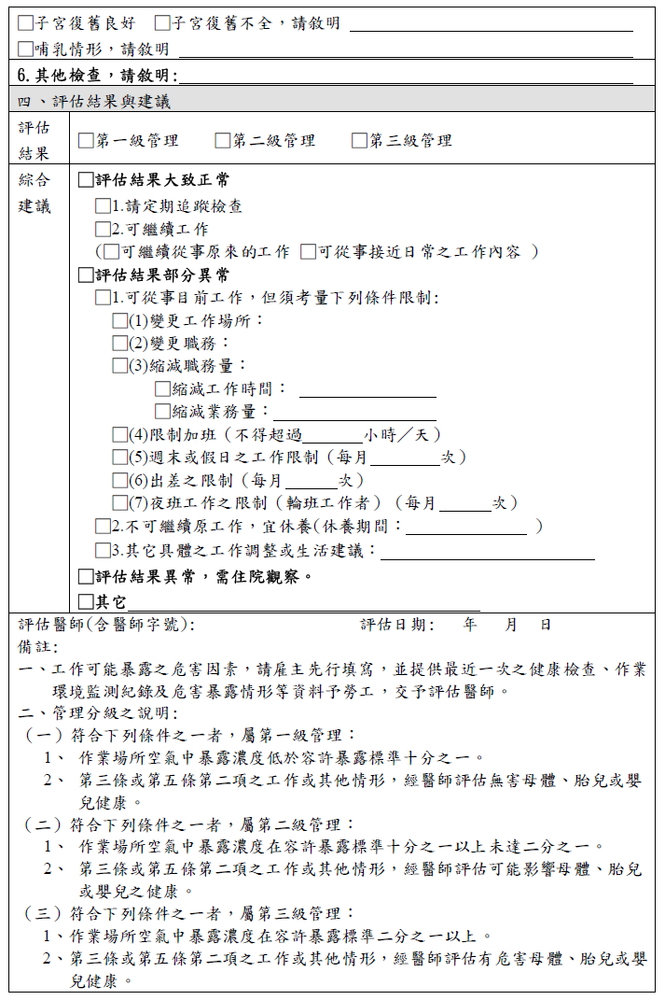 □子宮復舊良好 □子宮復舊不全，請敘明
□哺乳情形，請敘明
6.其他檢查，請敘明:
四、評估結果與建議
評估結果 □第一級管理 □第二級管理 □第三級管理
綜合建議 □評估結果大致正常
□1.請定期追蹤檢查
□2.可繼續工作
(□可繼續從事原來的工作 □可從事接近日常之工作內容 )
□評估結果部分異常
□1.可從事目前工作，但須考量下列條件限制:
□(1)變更工作場所：
□(2)變更職務：
□(3)縮減職務量：
□縮減工作時間：
□縮減業務量：
□(4)限制加班（不得超過______小時／天）
□(5)週末或假日之工作限制（每月______次）
□(6)出差之限制（每月______次）
□(7)夜班工作之限制（輪班工作者）（每月______次）
□2.不可繼續原工作，宜休養(休養期間：______ )
□3.其它具體之工作調整或生活建議：
□評估結果異常，需住院觀察。
□其它
評估醫師(含醫師字號): 評估日期: 年 月 日
備註:
一、工作可能暴露之危害因素，請雇主先行填寫，並提供最近一次之健康檢查、作業
環境監測紀錄及危害暴露情形等資料予勞工，交予評估醫師。
二、管理分級之說明:
（一）符合下列條件之一者，屬第一級管理：
1、 作業場所空氣中暴露濃度低於容許暴露標準十分之一。
2、 第三條或第五條第二項之工作或其他情形，經醫師評估無害母體、胎兒或嬰
兒健康。
（二）符合下列條件之一者，屬第二級管理：
1、 作業場所空氣中暴露濃度在容許暴露標準十分之一以上未達二分之一。
2、 第三條或第五條第二項之工作或其他情形，經醫師評估可能影響母體、胎兒
或嬰兒之健康。
（三）符合下列條件之一者，屬第三級管理：
1、作業場所空氣中暴露濃度在容許暴露標準二分之一以上。
2、第三條或第五條第二項之工作或其他情形，經醫師評估有危害母體、胎兒或嬰
兒健康。